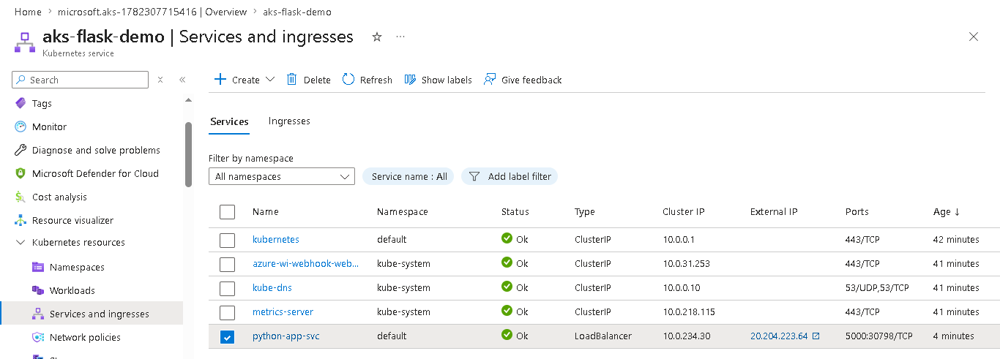 Home > microsoft.aks-1782307715416 | Overview > aks-flask-demo
aks-flask-demo | Services and ingresses
Kubernetes service
Search
Tags
Monitor
Diagnose and solve problems
Microsoft Defender for Cloud
Cost analysis
Resource visualizer
Kubernetes resources
Namespaces
Workloads
Services and ingresses
Network policies
Create Delete Refresh Show labels Give feedback
Services Ingresses
Filter by namespace
All namespaces Service name : All Add label filter
Name Namespace Status Type Cluster IP External IP Ports Age ↓
kubernetes default Ok ClusterIP 10.0.0.1 443/TCP 42 minutes
azure-wi-webhook-web... kube-system Ok ClusterIP 10.0.31.253 443/TCP 41 minutes
kube-dns kube-system Ok ClusterIP 10.0.0.10 53/UDP,53/TCP 41 minutes
metrics-server kube-system Ok ClusterIP 10.0.218.115 443/TCP 41 minutes
python-app-svc default Ok LoadBalancer 10.0.234.30 20.204.223.64 5000:30798/TCP 4 minutes